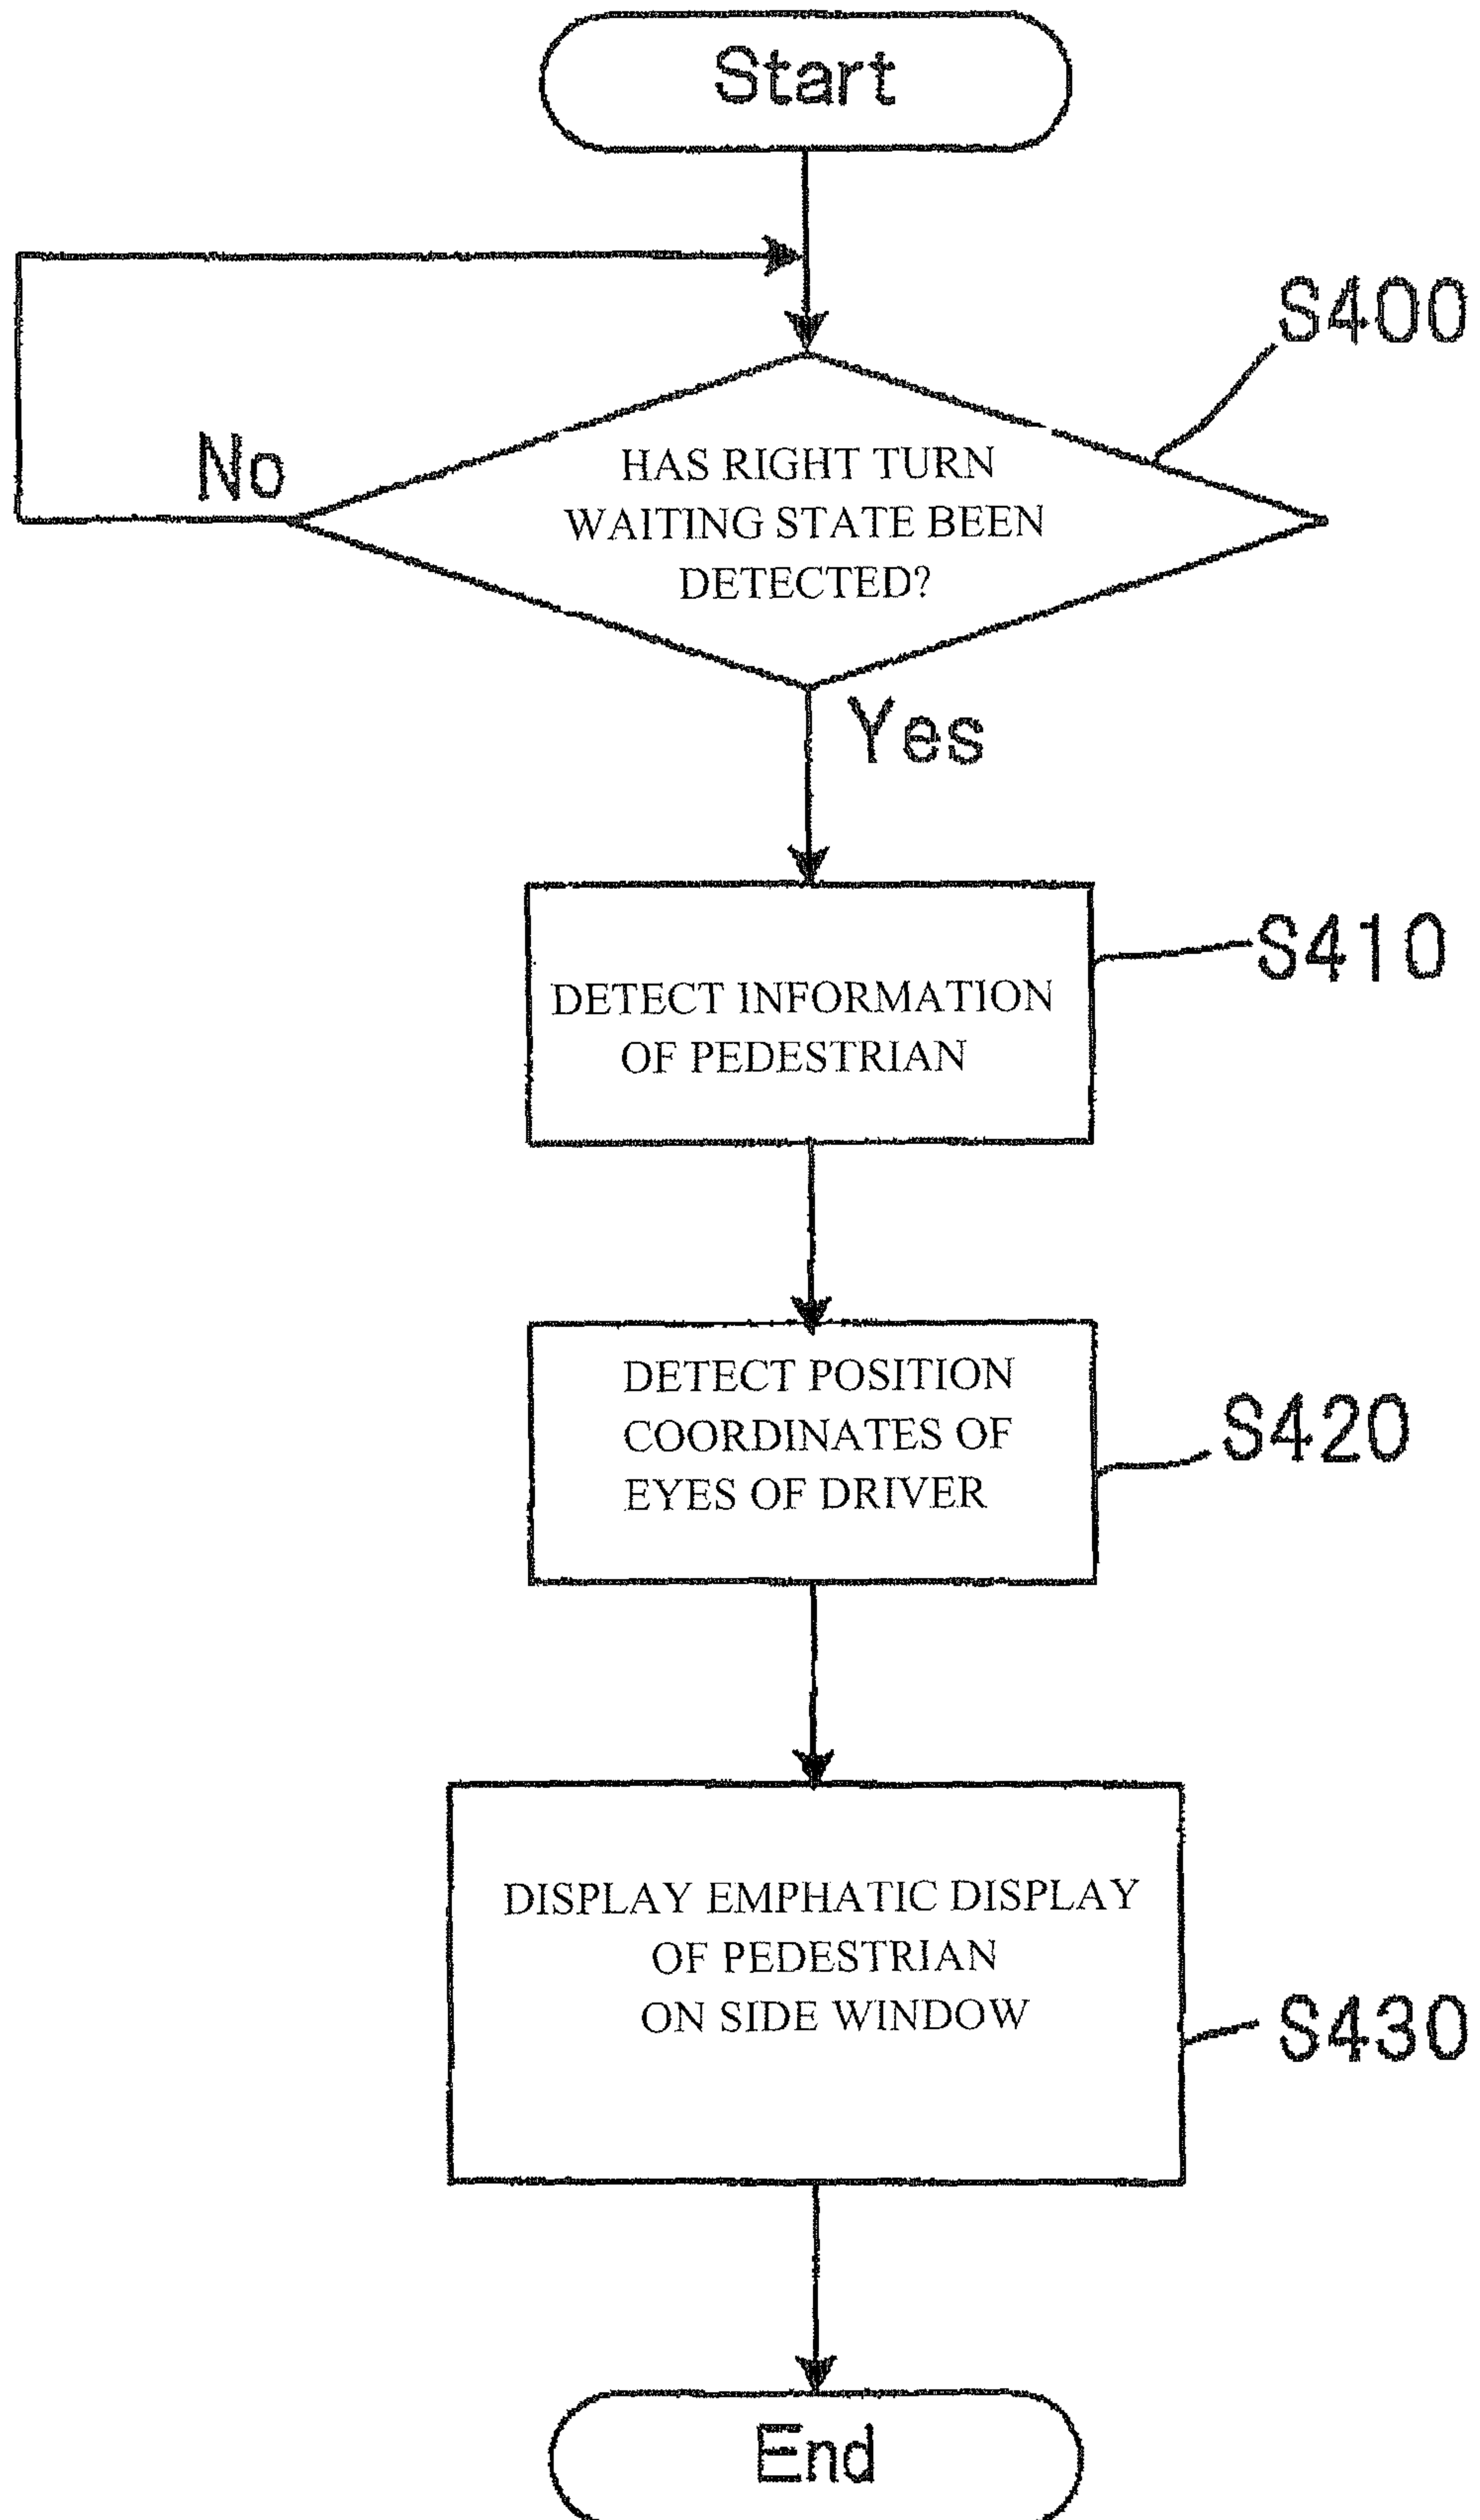 Start
S400
No
HAS RIGHT TURN
WAITING STATE BEEN
DETECTED?
Yes
S410
DETECT INFORMATION
OF PEDESTRIAN
DETECT POSITION
COORDINATES OF
EYES OF DRIVER
S420
DISPLAY EMPHATIC DISPLAY
OF PEDESTRIAN
ON SIDE WINDOW
S430
End